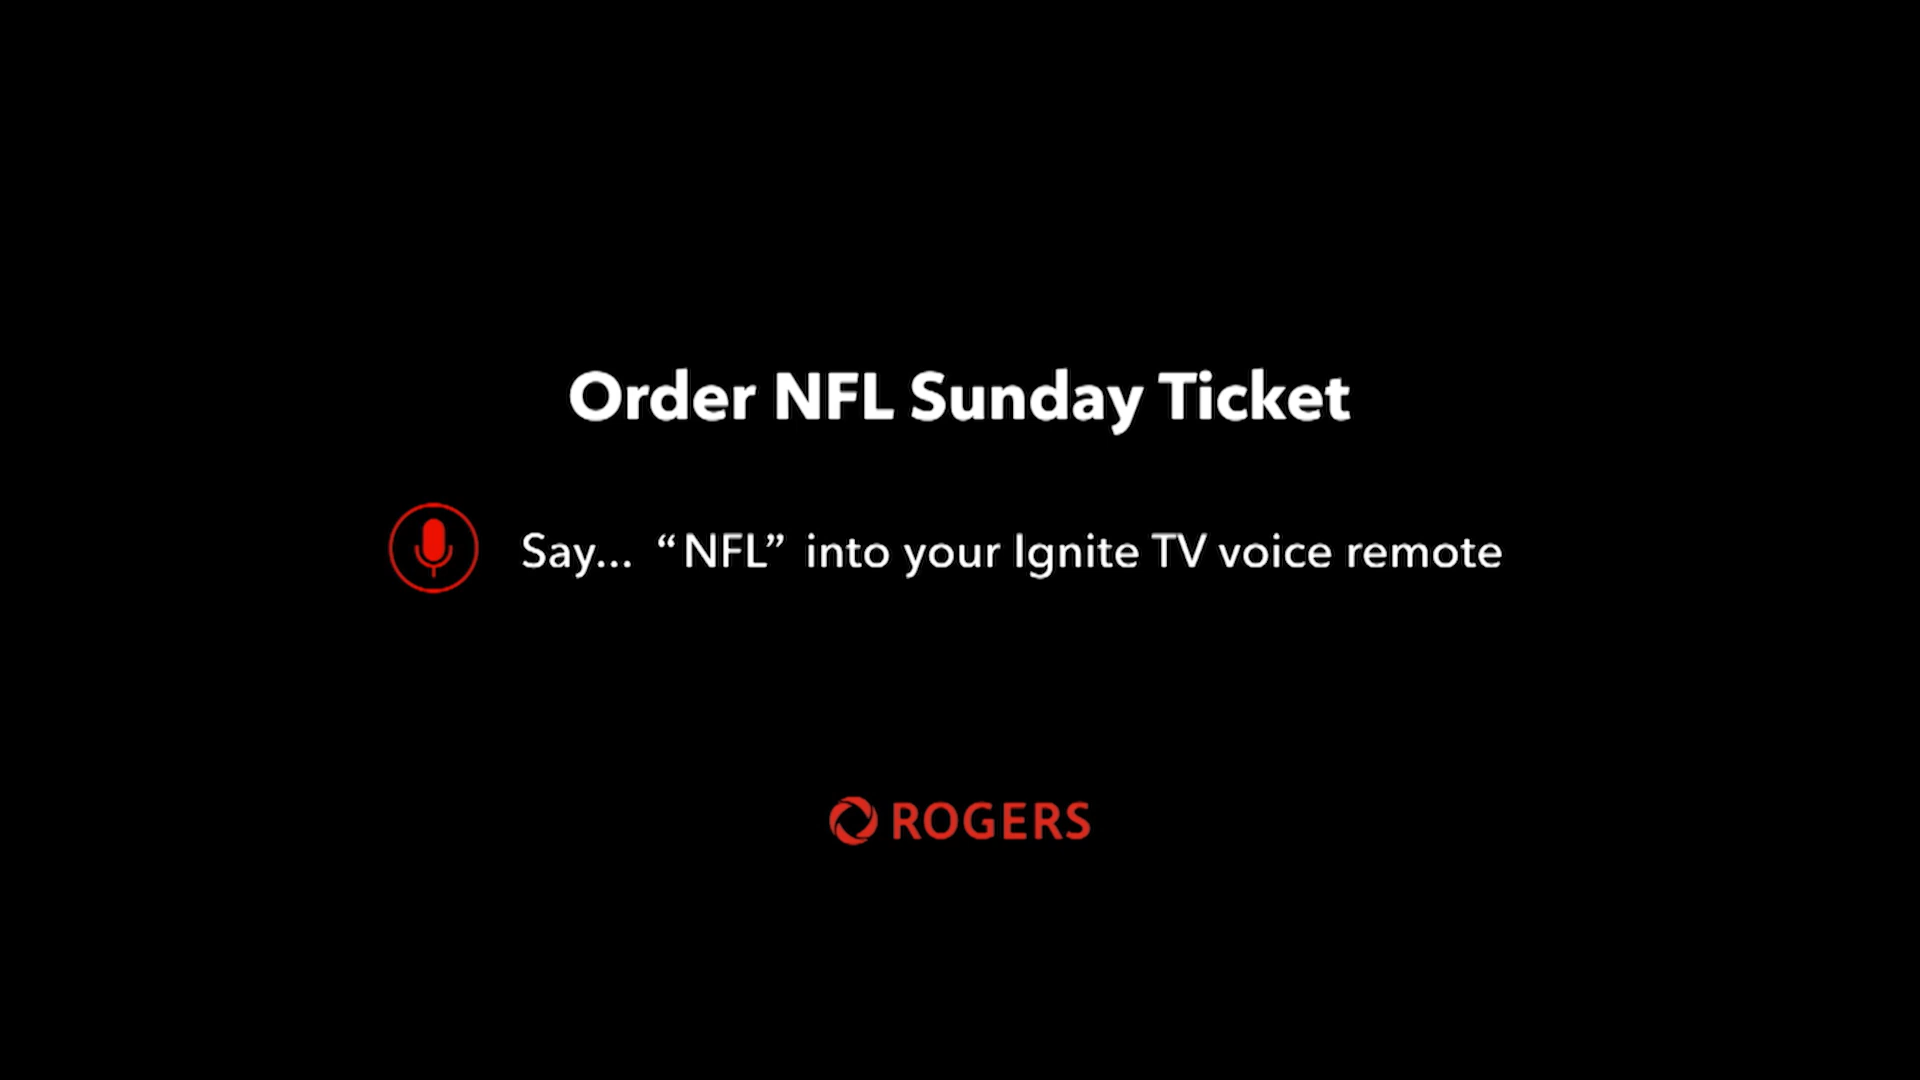 Order NFL Sunday Ticket
Say... “NFL” into your Ignite TV voice remote
ROGERS